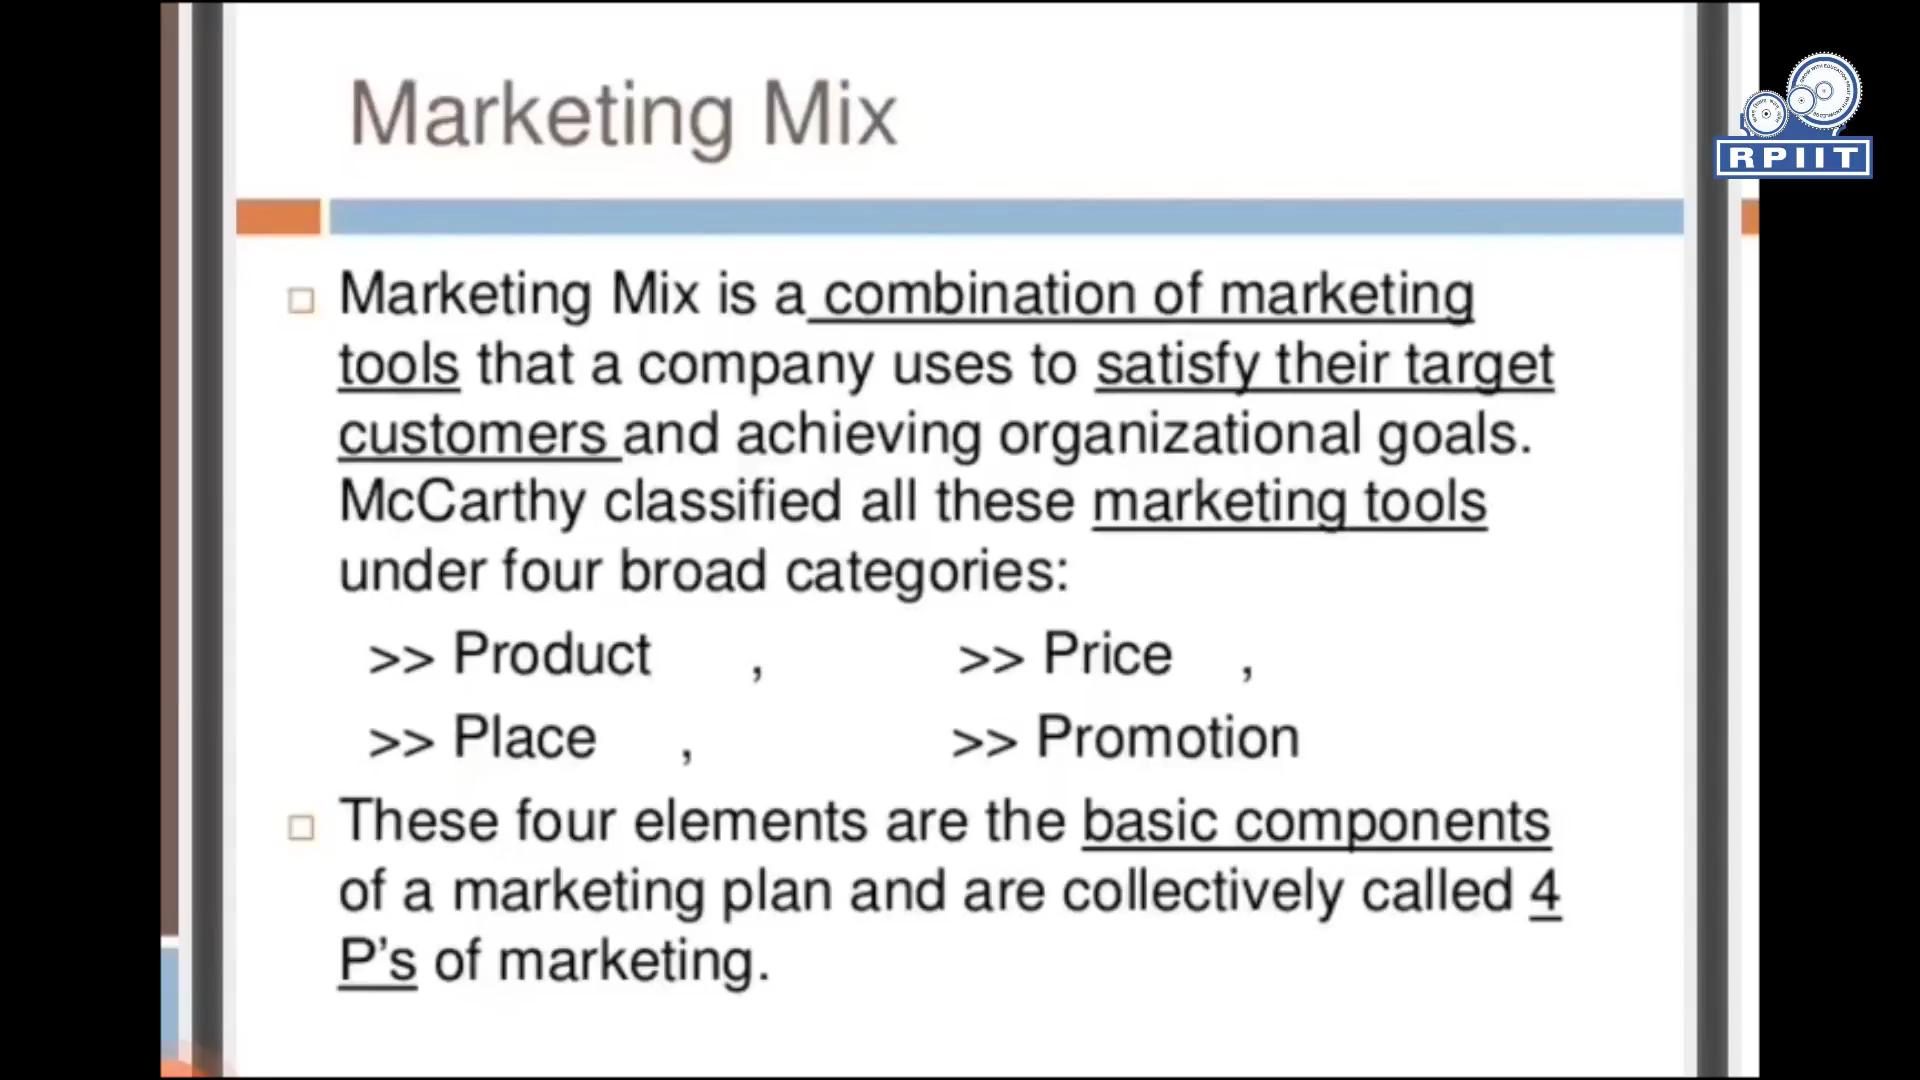 Marketing Mix
RPIIT
Marketing Mix is a combination of marketing
tools that a company uses to satisfy their target
customers and achieving organizational goals.
McCarthy classified all these marketing tools
under four broad categories:
>> Product , >> Price ,
>> Place , >> Promotion
These four elements are the basic components
of a marketing plan and are collectively called 4
P's of marketing.